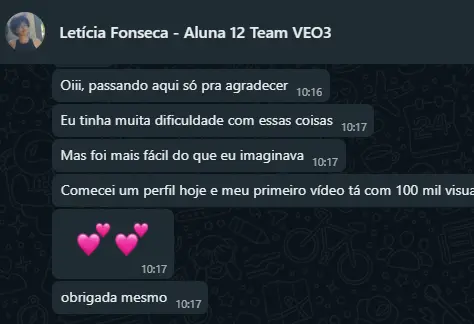 Letícia Fonseca - Aluna 12 Team VEO3
Oiii, passando aqui só pra agradecer 10:16
Eu tinha muita dificuldade com essas coisas 10:17
Mas foi mais fácil do que eu imaginava 10:17
Comecei um perfil hoje e meu primeiro vídeo tá com 100 mil visua
💕💕
10:17
obrigada mesmo 10:17